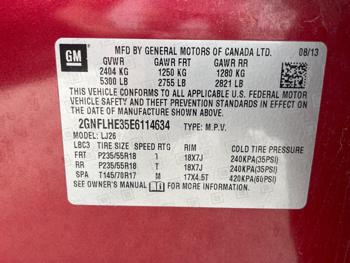 GM
MFD BY GENERAL MOTORS OF CANADA LTD. 08/13
GVWR GAWR FRT GAWR RR
2404 KG 1250 KG 1280 KG
5300 LB 2755 LB 2821 LB
THIS VEHICLE CONFORMS TO ALL APPLICABLE
U.S. FEDERAL MOTOR VEHICLE SAFETY
THEFT PREVENTION STANDARDS IN EFFECT ON
THE DATE OF MANUFACTURE SHOWN ABOVE.
2GNFLHE35E6114634 TYPE: M.P.V.
MODEL: LJ26
LBC3 TIRE SIZE SPEED RTG RIM COLD TIRE PRESSURE
FRT P235/55R18 T 18X7J 240KPA(35PSI)
RR P235/55R18 T 18X7J 240KPA(35PSI)
SPA T145/70R17 M 17X4.5T 420KPA(60PSI)
SEE OWNER'S MANUAL